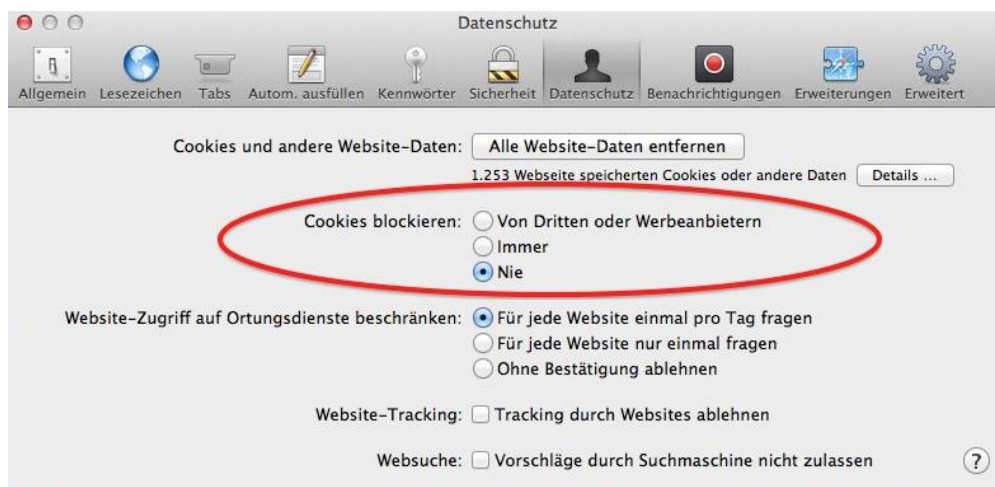 Datenschutz
Allgemein Lesezeichen Tabs Autom. ausfüllen Kennwörter Sicherheit Datenschutz Benachrichtigungen Erweiterungen Erweitert
Cookies und andere Website-Daten: Alle Website-Daten entfernen
1.253 Webseite speicherten Cookies oder andere Daten Details ...
Cookies blockieren: Von Dritten oder Werbeanbietern
Immer
Nie
Website-Zugriff auf Ortungsdienste beschränken: Für jede Website einmal pro Tag fragen
Für jede Website nur einmal fragen
Ohne Bestätigung ablehnen
Website-Tracking: Tracking durch Websites ablehnen
Websuche: Vorschläge durch Suchmaschine nicht zulassen ?